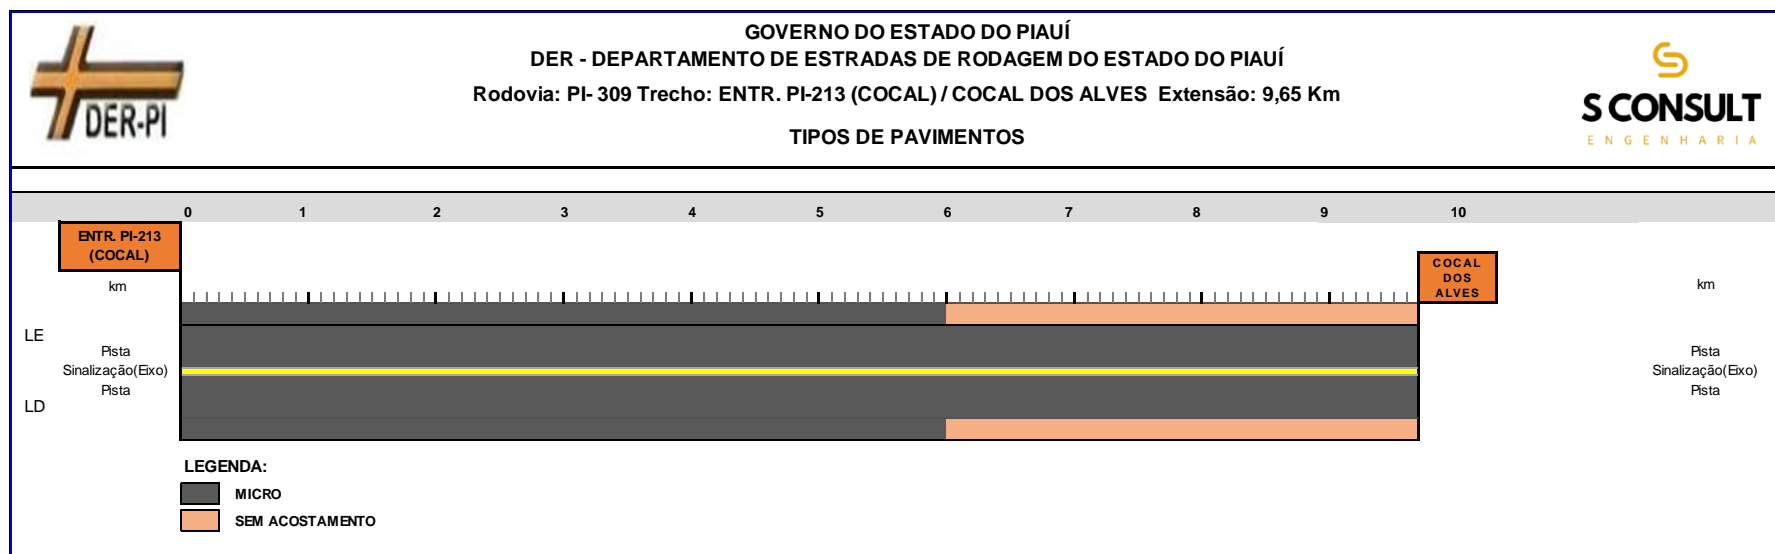 GOVERNO DO ESTADO DO PIAUÍ
DER - DEPARTAMENTO DE ESTRADAS DE RODAGEM DO ESTADO DO PIAUÍ
Rodovia: PI- 309 Trecho: ENTR. PI-213 (COCAL) / COCAL DOS ALVES Extensão: 9,65 Km
TIPOS DE PAVIMENTOS
DER-PI
S CONSULT
ENGENHARIA
0 1 2 3 4 5 6 7 8 9 10
ENTR. PI-213
(COCAL)
COCAL
DOS
ALVES
km
km
LE
Pista
Sinalização(Eixo)
Pista
LD
Pista
Sinalização(Eixo)
Pista
LEGENDA:
MICRO
SEM ACOSTAMENTO